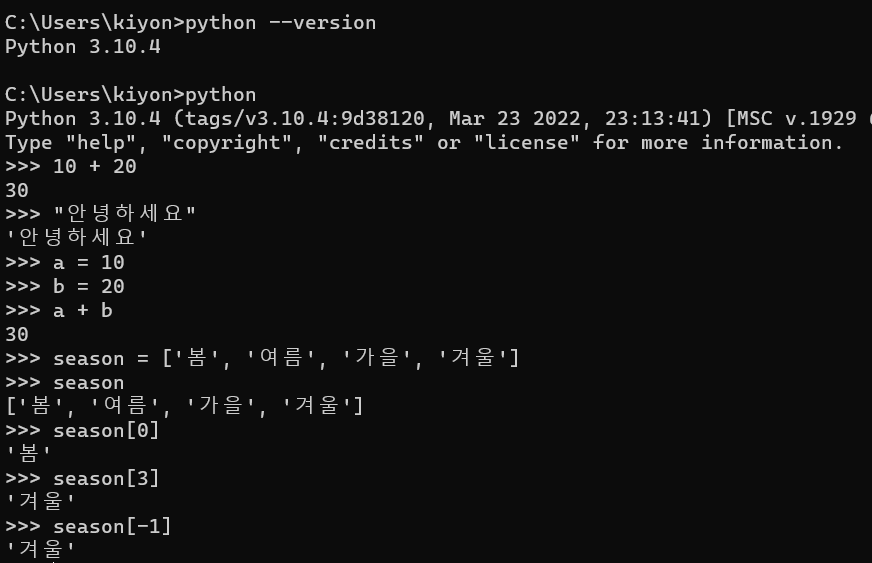 C:\Users\kiyon>python --version
Python 3.10.4
C:\Users\kiyon>python
Python 3.10.4 (tags/v3.10.4:9d38120, Mar 23 2022, 23:13:41) [MSC v.1929
Type "help", "copyright", "credits" or "license" for more information.
>>> 10 + 20
30
>>> "안녕하세요"
'안녕하세요'
>>> a = 10
>>> b = 20
>>> a + b
30
>>> season = ['봄', '여름', '가을', '겨울']
>>> season
['봄', '여름', '가을', '겨울']
>>> season[0]
'봄'
>>> season[3]
'겨울'
>>> season[-1]
'겨울'